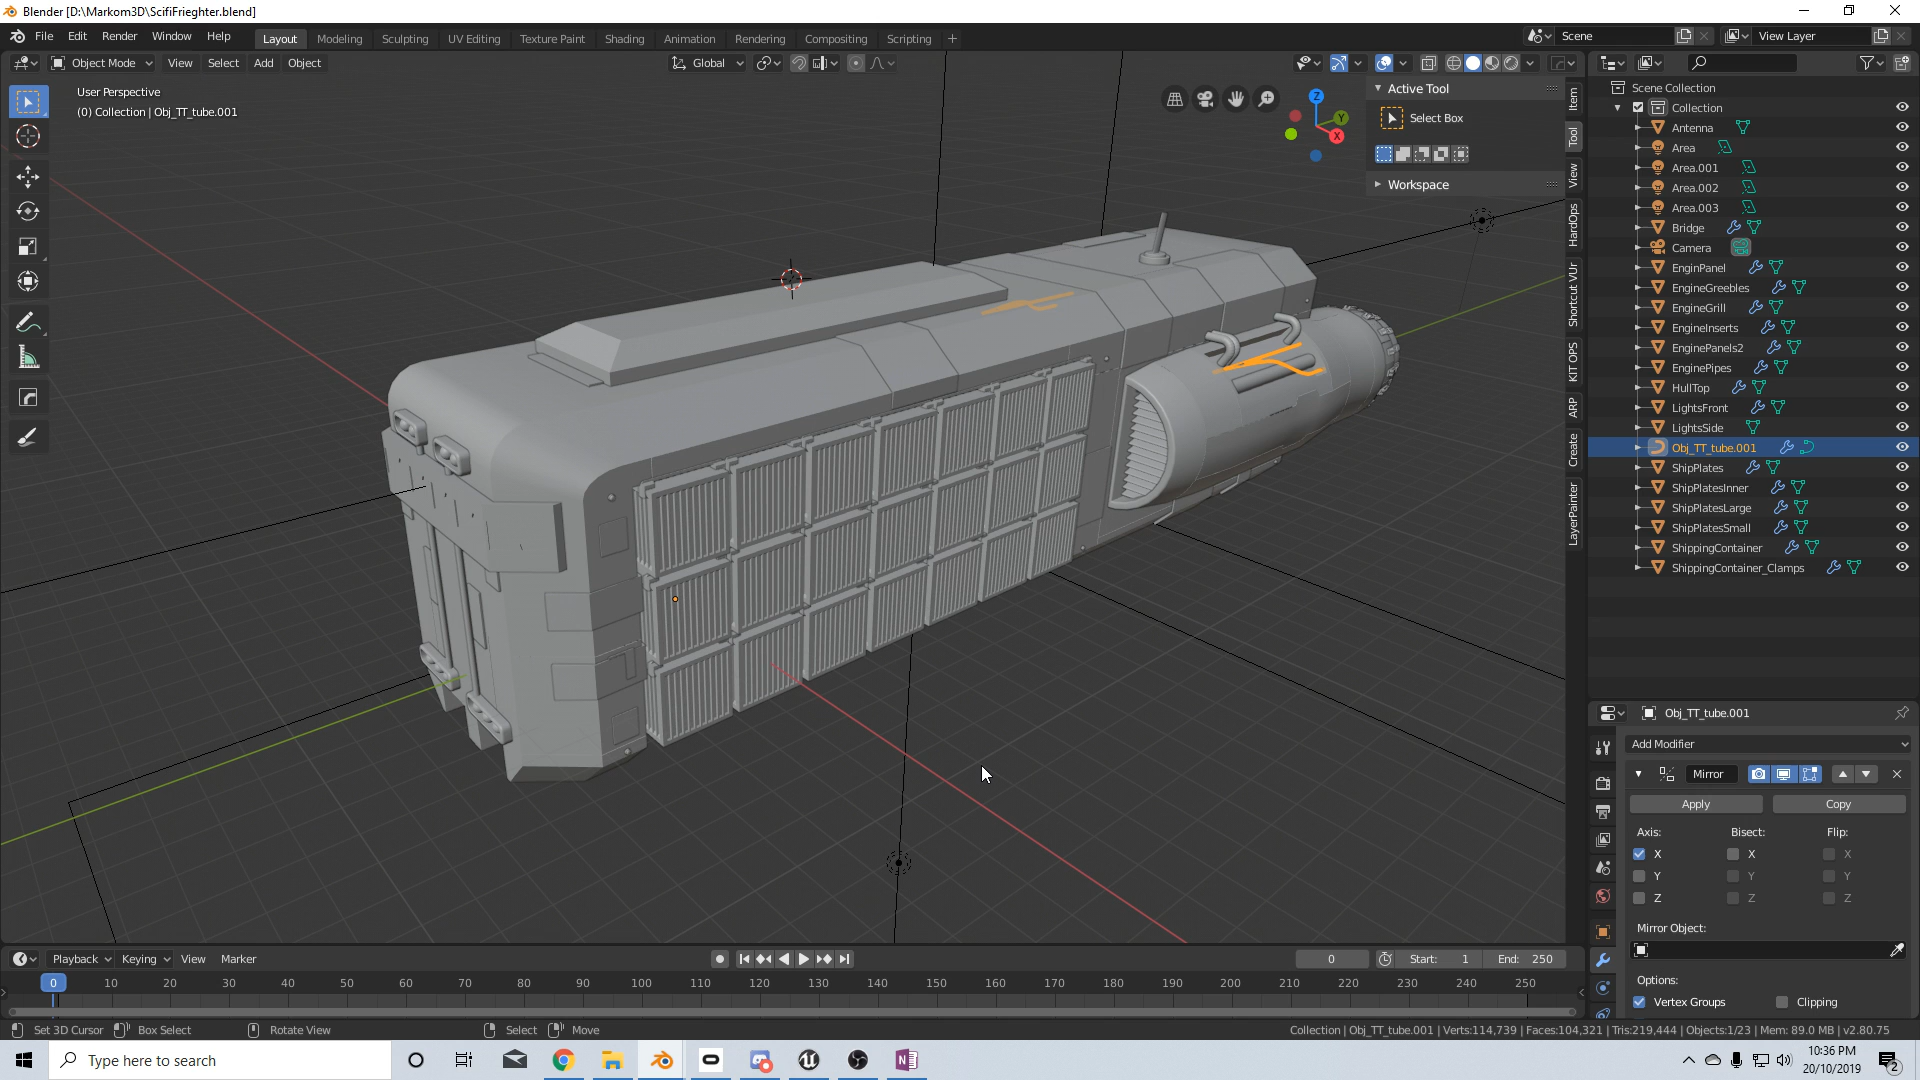 Blender [D:\Markom3D\ScifiFrieghter.blend]
File Edit Render Window Help Layout Modeling Sculpting UV Editing Texture Paint Shading Animation Rendering Compositing Scripting + Scene View Layer
Object Mode View Select Add Object Global
User Perspective
(0) Collection | Obj_TT_tube.001
Z
Y
X
Active Tool
Select Box
Workspace
Item
Tool
View
HardOps
Shortcut VUr
KIT OPS
ARP
Create
LayerPainter
Scene Collection
Collection
Antenna
Area
Area.001
Area.002
Area.003
Bridge
Camera
EnginPanel
EngineGreebles
EngineGrill
EngineInserts
EnginePanels2
EnginePipes
HullTop
LightsFront
LightsSide
Obj_TT_tube.001
ShipPlates
ShipPlatesInner
ShipPlatesLarge
ShipPlatesSmall
ShippingContainer
ShippingContainer_Clamps
Obj_TT_tube.001
Add Modifier
Mirror
Apply Copy
Axis: Bisect: Flip:
X X X
Y Y Y
Z Z Z
Mirror Object:
Options:
Vertex Groups Clipping
Playback Keying View Marker 0 Start: 1 End: 250
0 10 20 30 40 50 60 70 80 90 100 110 120 130 140 150 160 170 180 190 200 210 220 230 240 250
Set 3D Cursor Box Select Rotate View Select Move Collection | Obj_TT_tube.001 | Verts:114,739 | Faces:104,321 | Tris:219,444 | Objects:1/23 | Mem: 89.0 MB | v2.80.75
Type here to search
10:36 PM
20/10/2019
2